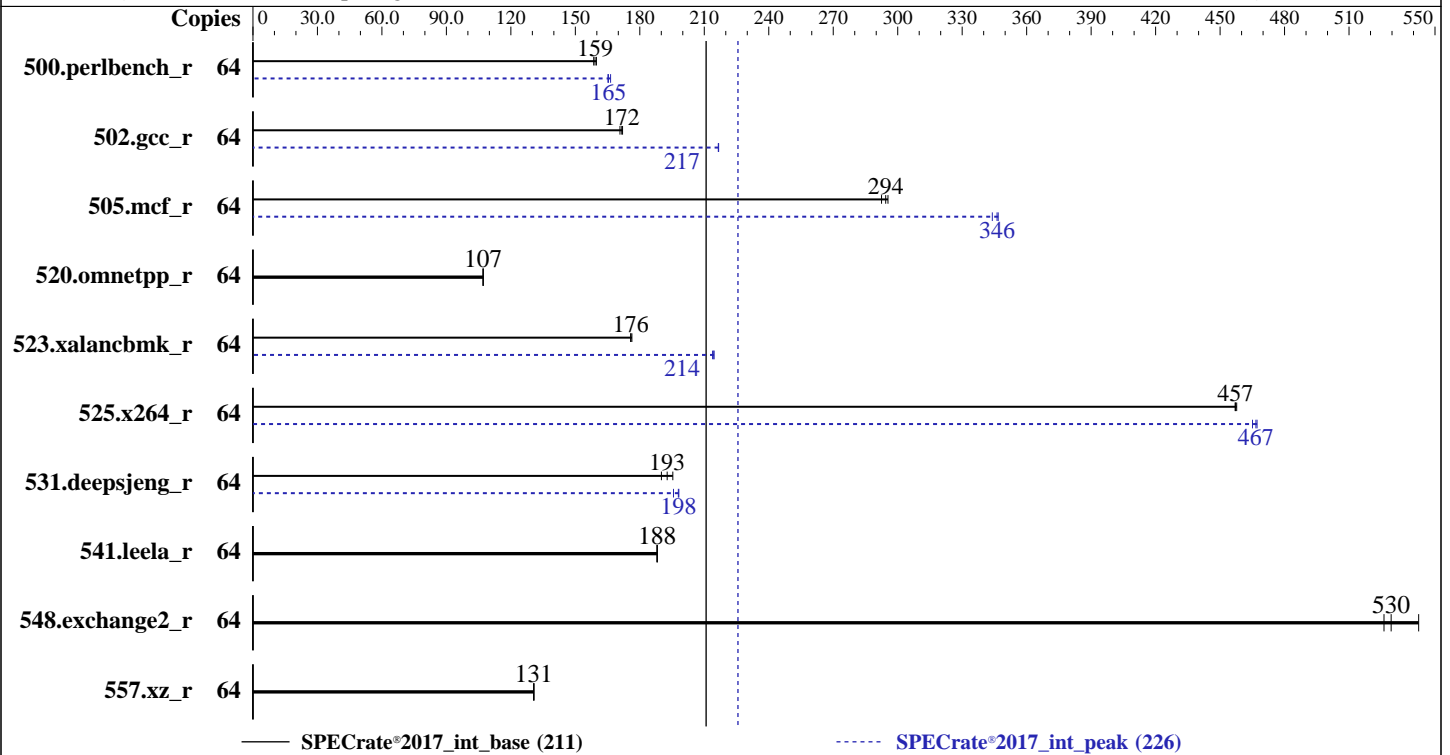 Copies 0 30.0 60.0 90.0 120 150 180 210 240 270 300 330 360 390 420 450 480 510 550
159
500.perlbench_r 64
165
172
502.gcc_r 64
217
294
505.mcf_r 64
346
107
520.omnetpp_r 64
176
523.xalancbmk_r 64
214
457
525.x264_r 64
467
193
531.deepsjeng_r 64
198
188
541.leela_r 64
530
548.exchange2_r 64
131
557.xz_r 64
SPECrate®2017_int_base (211) SPECrate®2017_int_peak (226)